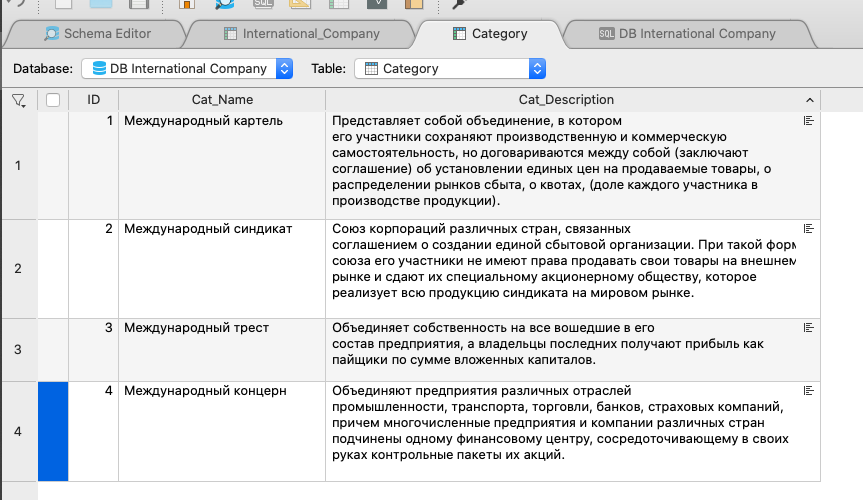 SQL
Schema Editor
International_Company
Category
SQL DB International Company
Database: DB International Company Table: Category
ID Cat_Name Cat_Description
1 1 Международный картель Представляет собой объединение, в котором
его участники сохраняют производственную и коммерческую
самостоятельность, но договариваются между собой (заключают
соглашение) об установлении единых цен на продаваемые товары, о
распределении рынков сбыта, о квотах, (доле каждого участника в
производстве продукции).
2 2 Международный синдикат Союз корпораций различных стран, связанных
соглашением о создании единой сбытовой организации. При такой форм
союза его участники не имеют права продавать свои товары на внешнем
рынке и сдают их специальному акционерному обществу, которое
реализует всю продукцию синдиката на мировом рынке.
3 3 Международный трест Объединяет собственность на все вошедшие в его
состав предприятия, а владельцы последних получают прибыль как
пайщики по сумме вложенных капиталов.
4 4 Международный концерн Объединяют предприятия различных отраслей
промышленности, транспорта, торговли, банков, страховых компаний,
причем многочисленные предприятия и компании различных стран
подчинены одному финансовому центру, сосредоточивающему в своих
руках контрольные пакеты их акций.